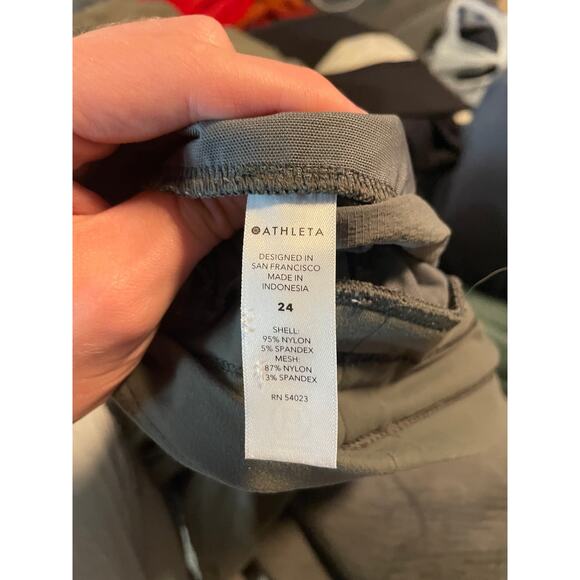 ATHLETA
DESIGNED IN
SAN FRANCISCO
MADE IN
INDONESIA
24
SHELL:
95% NYLON
5% SPANDEX
MESH:
87% NYLON
3% SPANDEX
RN 54023